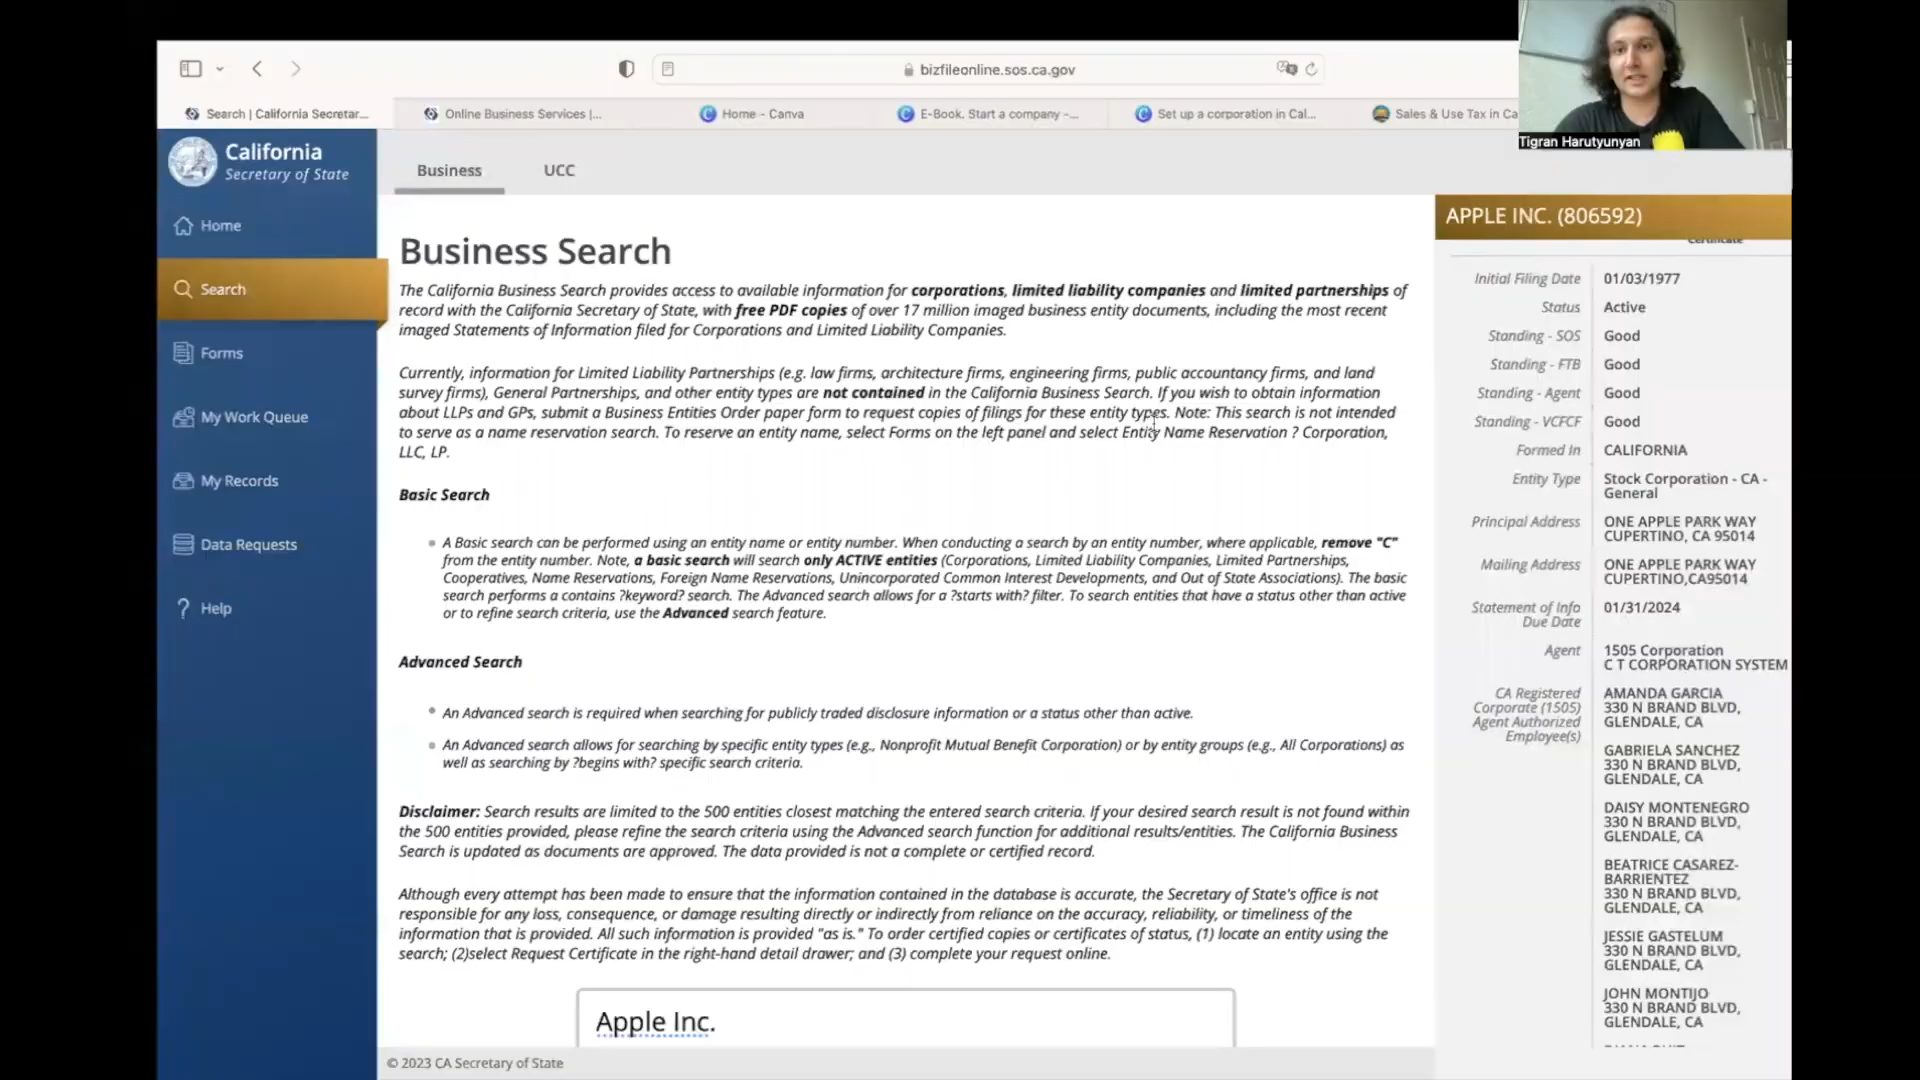 bizfileonline.sos.ca.gov
Search | California Secretar...
Online Business Services |...
Home - Canva
E-Book. Start a company -...
Set up a corporation in Cal...
Sales & Use Tax in Ca
Tigran Harutyunyan
California
Secretary of State
Home
Search
Forms
My Work Queue
My Records
Data Requests
Help
Business
UCC
Business Search
The California Business Search provides access to available information for corporations, limited liability companies and limited partnerships of
record with the California Secretary of State, with free PDF copies of over 17 million imaged business entity documents, including the most recent
imaged Statements of Information filed for Corporations and Limited Liability Companies.
Currently, information for Limited Liability Partnerships (e.g. law firms, architecture firms, engineering firms, public accountancy firms, and land
survey firms), General Partnerships, and other entity types are not contained in the California Business Search. If you wish to obtain information
about LLPs and GPs, submit a Business Entities Order paper form to request copies of filings for these entity types. Note: This search is not intended
to serve as a name reservation search. To reserve an entity name, select Forms on the left panel and select Entity Name Reservation ? Corporation,
LLC, LP.
Basic Search
A Basic search can be performed using an entity name or entity number. When conducting a search by an entity number, where applicable, remove "C"
from the entity number. Note, a basic search will search only ACTIVE entities (Corporations, Limited Liability Companies, Limited Partnerships,
Cooperatives, Name Reservations, Foreign Name Reservations, Unincorporated Common Interest Developments, and Out of State Associations). The basic
search performs a contains ?keyword? search. The Advanced search allows for a ?starts with? filter. To search entities that have a status other than active
or to refine search criteria, use the Advanced search feature.
Advanced Search
An Advanced search is required when searching for publicly traded disclosure information or a status other than active.
An Advanced search allows for searching by specific entity types (e.g., Nonprofit Mutual Benefit Corporation) or by entity groups (e.g., All Corporations) as
well as searching by ?begins with? specific search criteria.
Disclaimer: Search results are limited to the 500 entities closest matching the entered search criteria. If your desired search result is not found within
the 500 entities provided, please refine the search criteria using the Advanced search function for additional results/entities. The California Business
Search is updated as documents are approved. The data provided is not a complete or certified record.
Although every attempt has been made to ensure that the information contained in the database is accurate, the Secretary of State's office is not
responsible for any loss, consequence, or damage resulting directly or indirectly from reliance on the accuracy, reliability, or timeliness of the
information that is provided. All such information is provided "as is." To order certified copies or certificates of status, (1) locate an entity using the
search; (2)select Request Certificate in the right-hand detail drawer; and (3) complete your request online.
Apple Inc.
© 2023 CA Secretary of State
APPLE INC. (806592)
Certificate
Initial Filing Date 01/03/1977
Status Active
Standing - SOS Good
Standing - FTB Good
Standing - Agent Good
Standing - VCFCF Good
Formed In CALIFORNIA
Entity Type Stock Corporation - CA -
General
Principal Address ONE APPLE PARK WAY
CUPERTINO, CA 95014
Mailing Address ONE APPLE PARK WAY
CUPERTINO,CA95014
Statement of Info 01/31/2024
Due Date
Agent 1505 Corporation
C T CORPORATION SYSTEM
CA Registered AMANDA GARCIA
Corporate (1505) 330 N BRAND BLVD,
Agent Authorized GLENDALE, CA
Employee(s)
GABRIELA SANCHEZ
330 N BRAND BLVD,
GLENDALE, CA
DAISY MONTENEGRO
330 N BRAND BLVD,
GLENDALE, CA
BEATRICE CASAREZ-
BARRIENTEZ
330 N BRAND BLVD,
GLENDALE, CA
JESSIE GASTELUM
330 N BRAND BLVD,
GLENDALE, CA
JOHN MONTIJO
330 N BRAND BLVD,
GLENDALE, CA